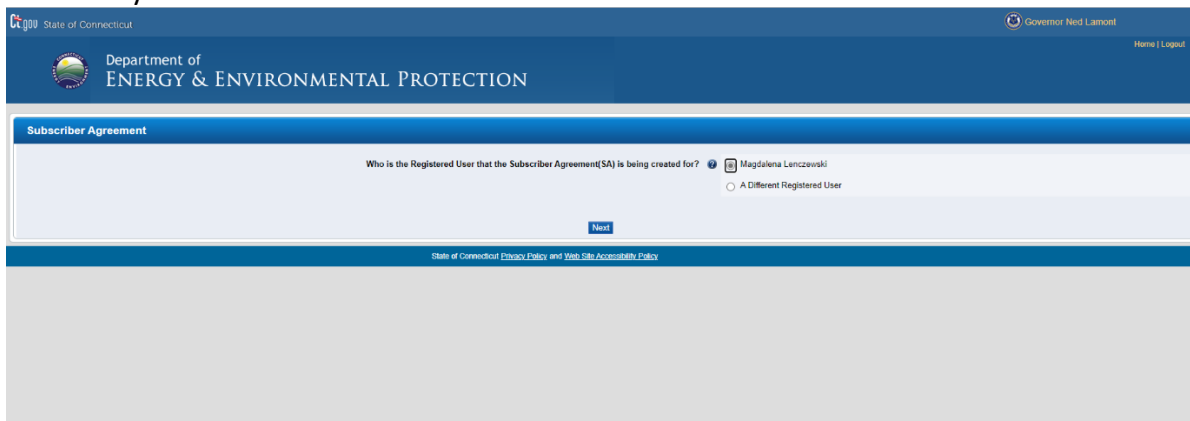 Ct.gov State of Connecticut
Governor Ned Lamont
Home | Logout
Department of
ENERGY & ENVIRONMENTAL PROTECTION
Subscriber Agreement
Who is the Registered User that the Subscriber Agreement(SA) is being created for? ? Magdalena Lenczewski
A Different Registered User
Next
State of Connecticut Privacy Policy and Web Site Accessibility Policy